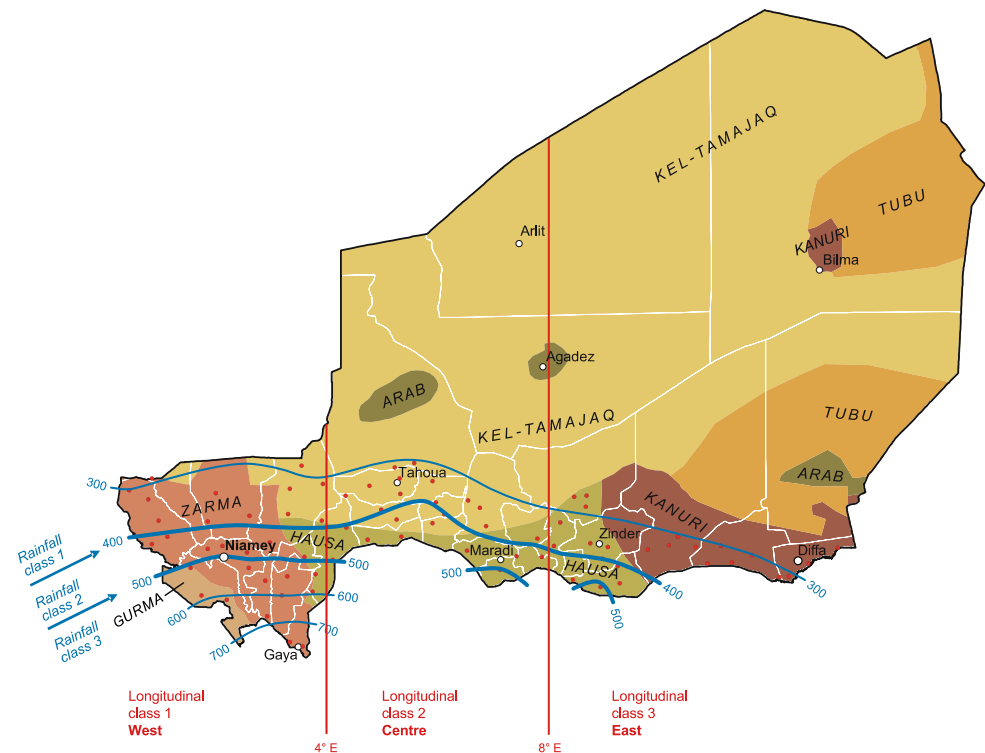 KEL-TAMAJAQ
TUBU
Arlit
KANURI
Bilma
Agadez
ARAB
KEL-TAMAJAQ
TUBU
ARAB
Tahoua
300
ZARMA
KANURI
400
Niamey
HAUSA
Zinder
Maradi
Diffa
Rainfall
class 1
500
500
500
HAUSA
400
300
Rainfall
class 2
GURMA
600
600
500
Rainfall
class 3
700
700
Gaya
Longitudinal
class 1
West
Longitudinal
class 2
Centre
Longitudinal
class 3
East
4° E
8° E